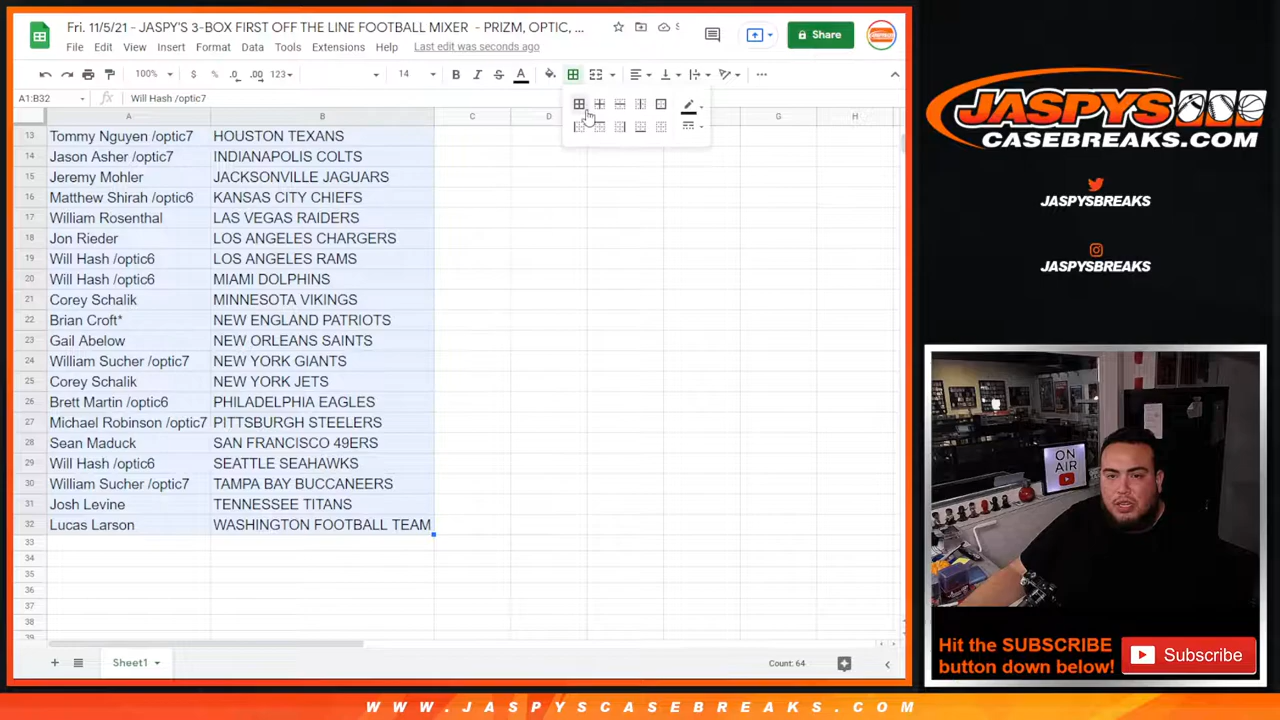 Fri. 11/5/21 - JASPY'S 3-BOX FIRST OFF THE LINE FOOTBALL MIXER - PRIZM, OPTIC, ...
File Edit View Insert Format Data Tools Extensions Help Last edit was seconds ago
Share
100% $ % .0 .00 123 14 B I S A
A1:B32 fx Will Hash /optic7
A B C D G H
13 Tommy Nguyen /optic7 HOUSTON TEXANS
14 Jason Asher /optic7 INDIANAPOLIS COLTS
15 Jeremy Mohler JACKSONVILLE JAGUARS
16 Matthew Shirah /optic6 KANSAS CITY CHIEFS
17 William Rosenthal LAS VEGAS RAIDERS
18 Jon Rieder LOS ANGELES CHARGERS
19 Will Hash /optic6 LOS ANGELES RAMS
20 Will Hash /optic6 MIAMI DOLPHINS
21 Corey Schalik MINNESOTA VIKINGS
22 Brian Croft* NEW ENGLAND PATRIOTS
23 Gail Abelow NEW ORLEANS SAINTS
24 William Sucher /optic7 NEW YORK GIANTS
25 Corey Schalik NEW YORK JETS
26 Brett Martin /optic6 PHILADELPHIA EAGLES
27 Michael Robinson /optic7 PITTSBURGH STEELERS
28 Sean Maduck SAN FRANCISCO 49ERS
29 Will Hash /optic6 SEATTLE SEAHAWKS
30 William Sucher /optic7 TAMPA BAY BUCCANEERS
31 Josh Levine TENNESSEE TITANS
32 Lucas Larson WASHINGTON FOOTBALL TEAM
33
34
35
36
37
38
39
Sheet1
Count: 64
JASPYS
CASEBREAKS.COM
JASPYSBREAKS
JASPYSBREAKS
ON
AIR
Hit the SUBSCRIBE
button down below!
Subscribe
WWW.JASPYSCASEBREAKS.COM